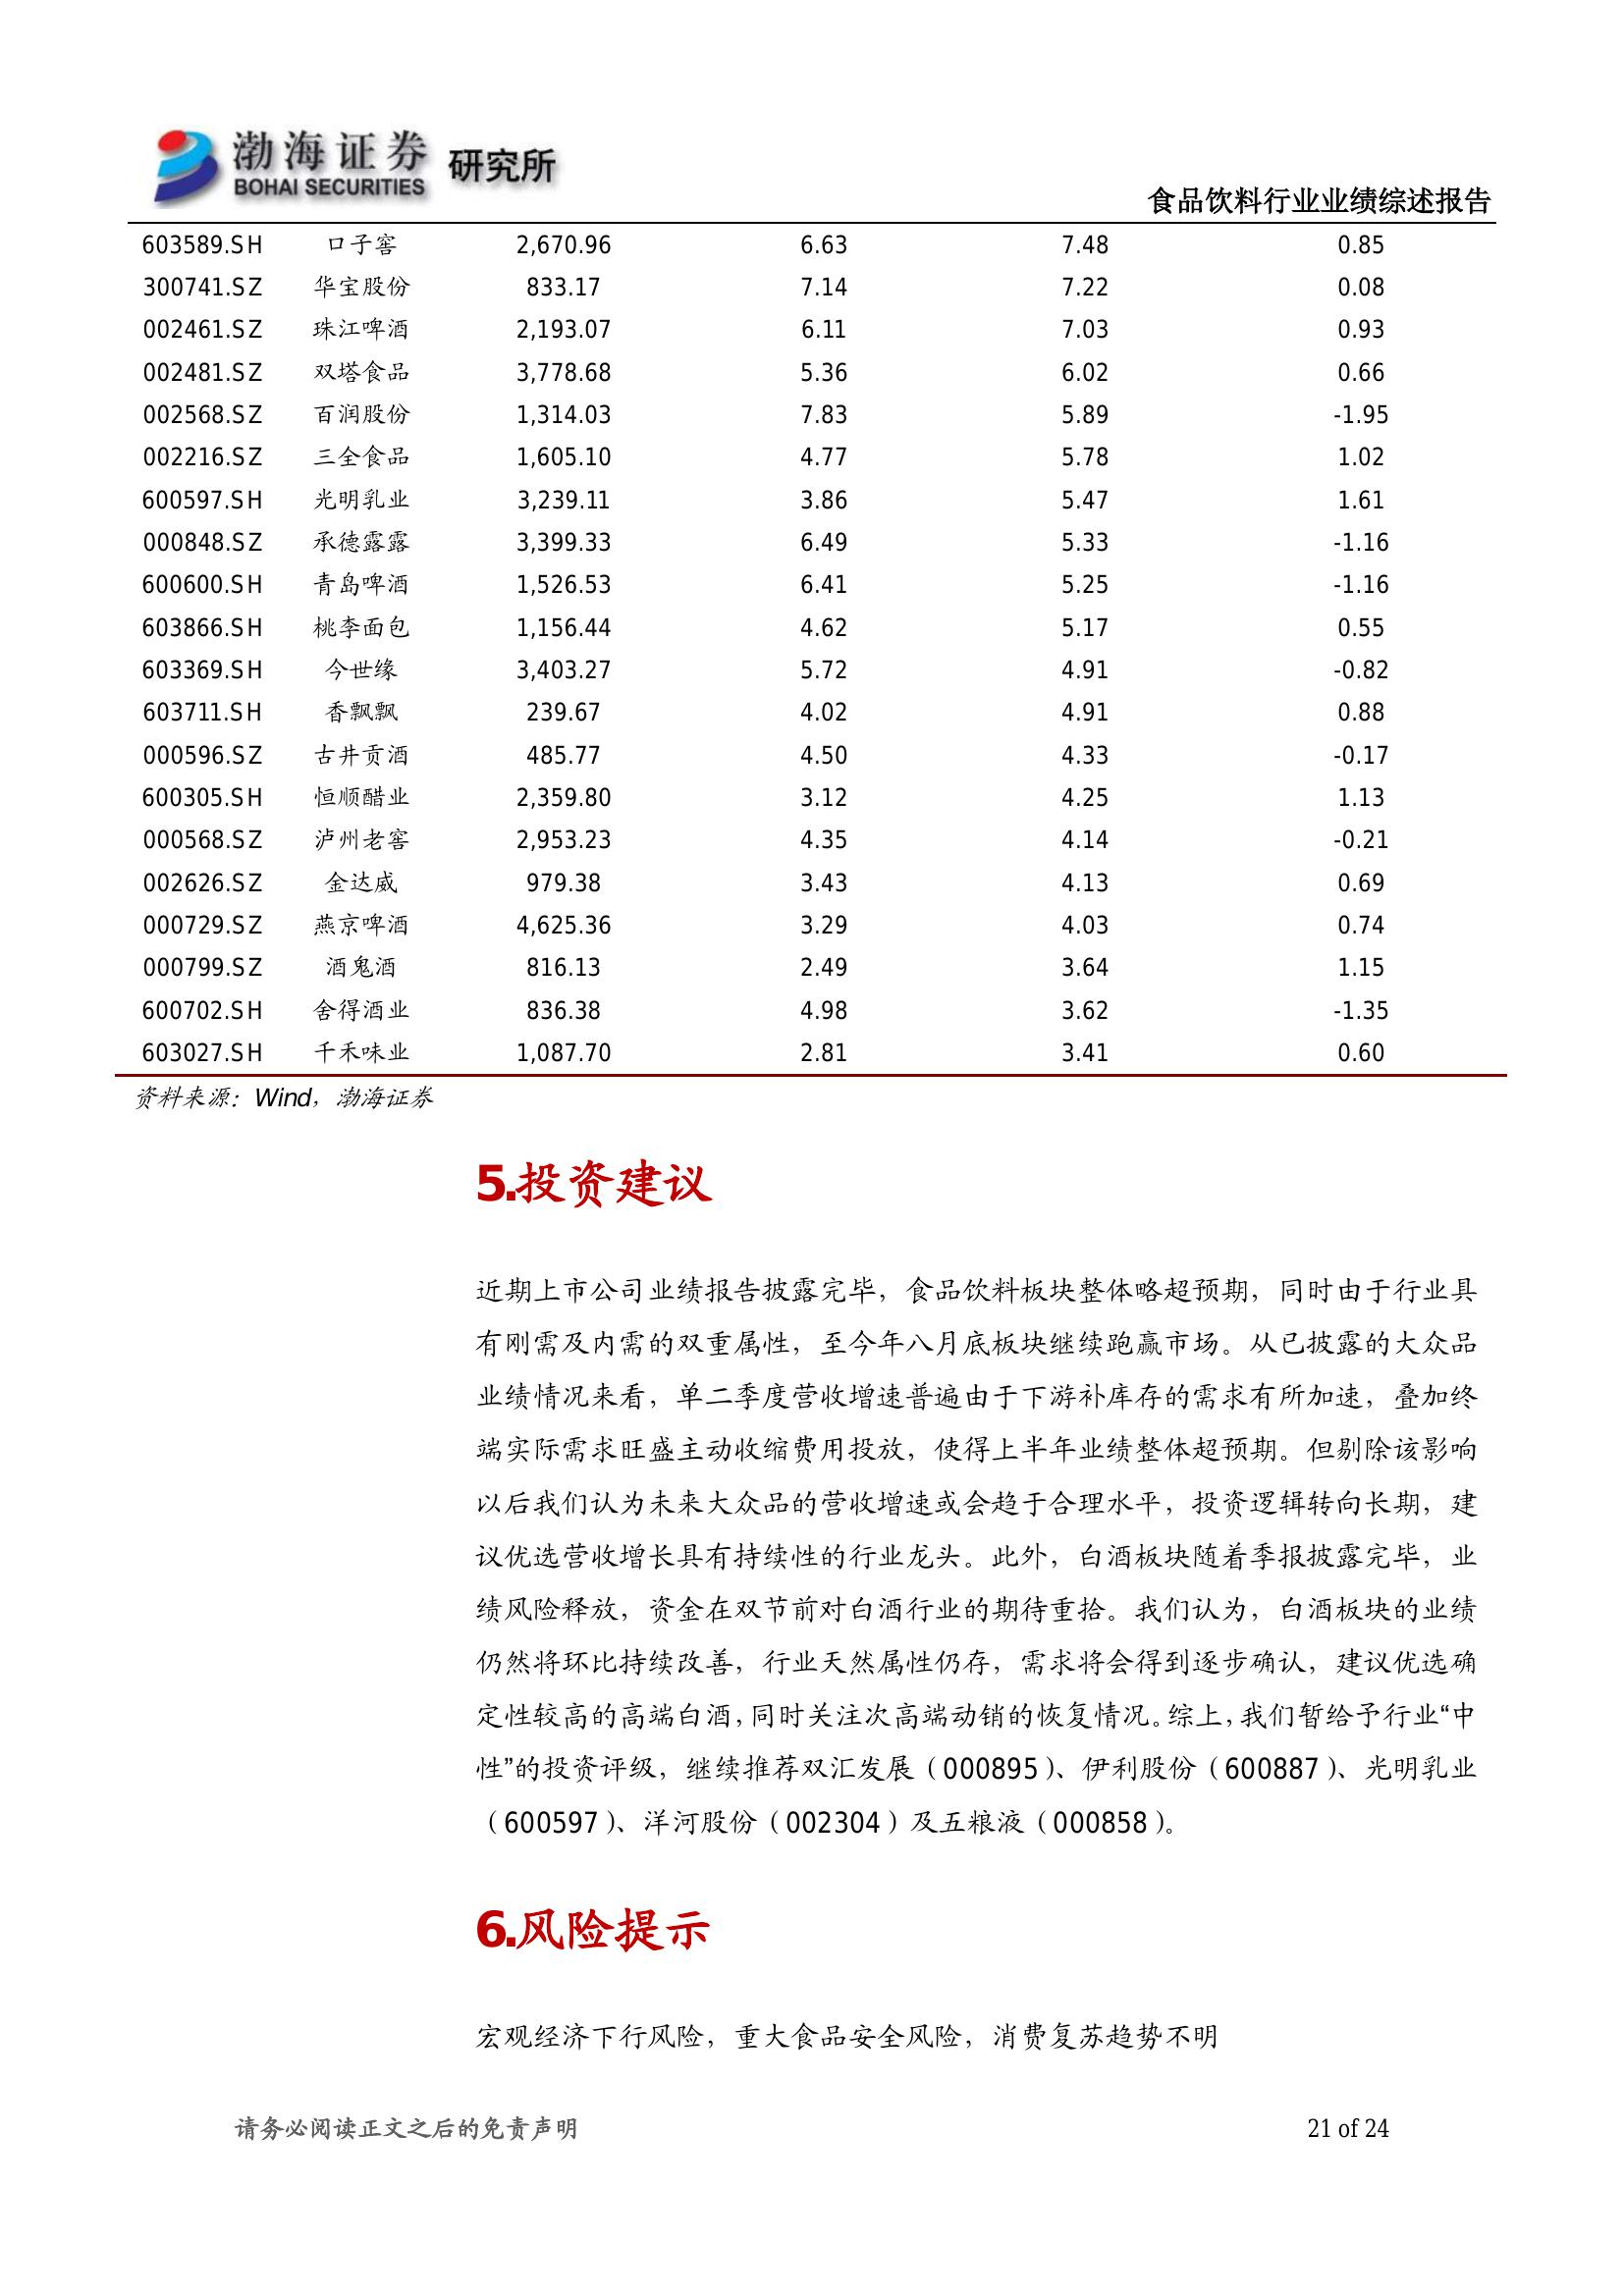 渤海证券 研究所
BOHAI SECURITIES
食品饮料行业业绩综述报告
603589.SH 口子窖 2,670.96 6.63 7.48 0.85
300741.SZ 华宝股份 833.17 7.14 7.22 0.08
002461.SZ 珠江啤酒 2,193.07 6.11 7.03 0.93
002481.SZ 双塔食品 3,778.68 5.36 6.02 0.66
002568.SZ 百润股份 1,314.03 7.83 5.89 -1.95
002216.SZ 三全食品 1,605.10 4.77 5.78 1.02
600597.SH 光明乳业 3,239.11 3.86 5.47 1.61
000848.SZ 承德露露 3,399.33 6.49 5.33 -1.16
600600.SH 青岛啤酒 1,526.53 6.41 5.25 -1.16
603866.SH 桃李面包 1,156.44 4.62 5.17 0.55
603369.SH 今世缘 3,403.27 5.72 4.91 -0.82
603711.SH 香飘飘 239.67 4.02 4.91 0.88
000596.SZ 古井贡酒 485.77 4.50 4.33 -0.17
600305.SH 恒顺醋业 2,359.80 3.12 4.25 1.13
000568.SZ 泸州老窖 2,953.23 4.35 4.14 -0.21
002626.SZ 金达威 979.38 3.43 4.13 0.69
000729.SZ 燕京啤酒 4,625.36 3.29 4.03 0.74
000799.SZ 酒鬼酒 816.13 2.49 3.64 1.15
600702.SH 舍得酒业 836.38 4.98 3.62 -1.35
603027.SH 千禾味业 1,087.70 2.81 3.41 0.60
资料来源：Wind，渤海证券
5.投资建议
近期上市公司业绩报告披露完毕，食品饮料板块整体略超预期，同时由于行业具
有刚需及内需的双重属性，至今年八月底板块继续跑赢市场。从已披露的大众品
业绩情况来看，单二季度营收增速普遍由于下游补库存的需求有所加速，叠加终
端实际需求旺盛主动收缩费用投放，使得上半年业绩整体超预期。但剔除该影响
以后我们认为未来大众品的营收增速或会趋于合理水平，投资逻辑转向长期，建
议优选营收增长具有持续性的行业龙头。此外，白酒板块随着季报披露完毕，业
绩风险释放，资金在双节前对白酒行业的期待重拾。我们认为，白酒板块的业绩
仍然将环比持续改善，行业天然属性仍存，需求将会得到逐步确认，建议优选确
定性较高的高端白酒，同时关注次高端动销的恢复情况。综上，我们暂给予行业“中
性”的投资评级，继续推荐双汇发展（000895）、伊利股份（600887）、光明乳业
（600597）、洋河股份（002304）及五粮液（000858）。
6.风险提示
宏观经济下行风险，重大食品安全风险，消费复苏趋势不明
请务必阅读正文之后的免责声明 21 of 24